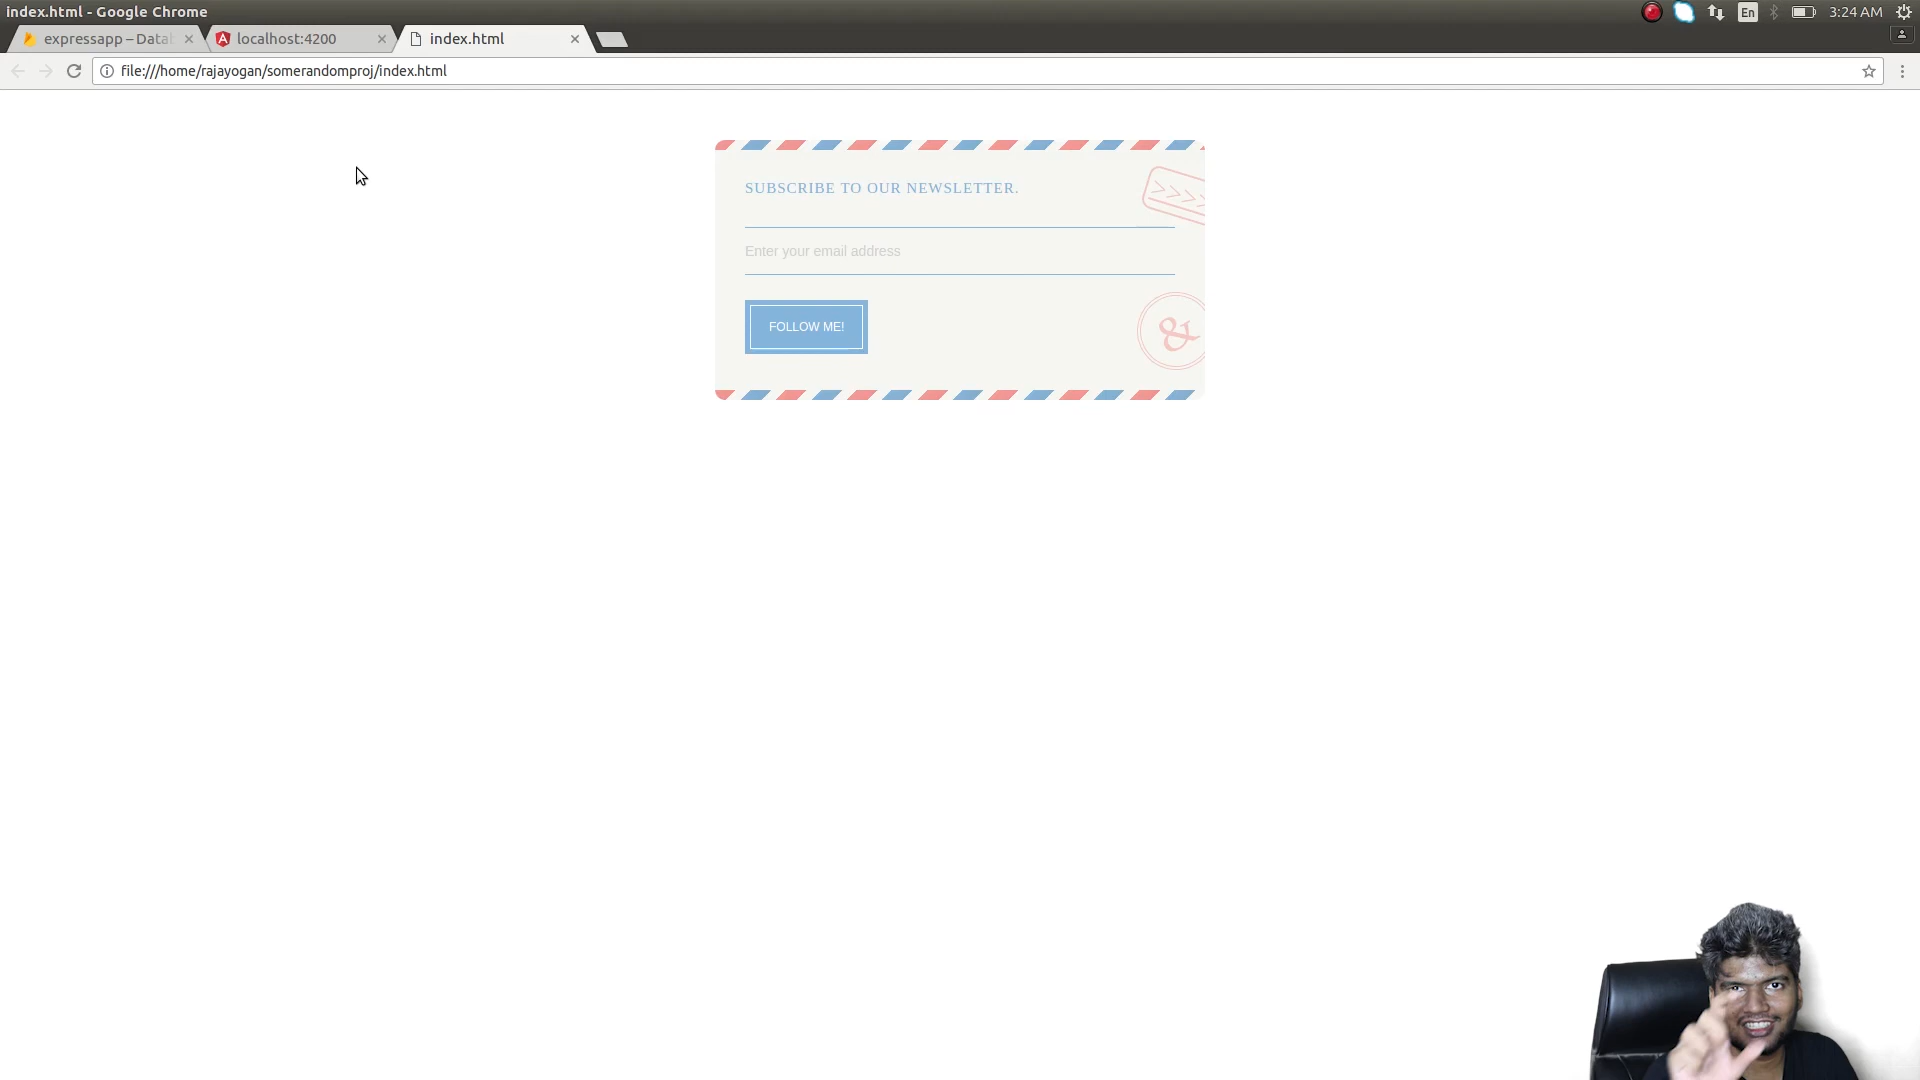 index.html - Google Chrome
En
3:24 AM
expressapp – Datab
localhost:4200
index.html
file:///home/rajayogan/somerandomproj/index.html
SUBSCRIBE TO OUR NEWSLETTER.
Enter your email address
FOLLOW ME!
&